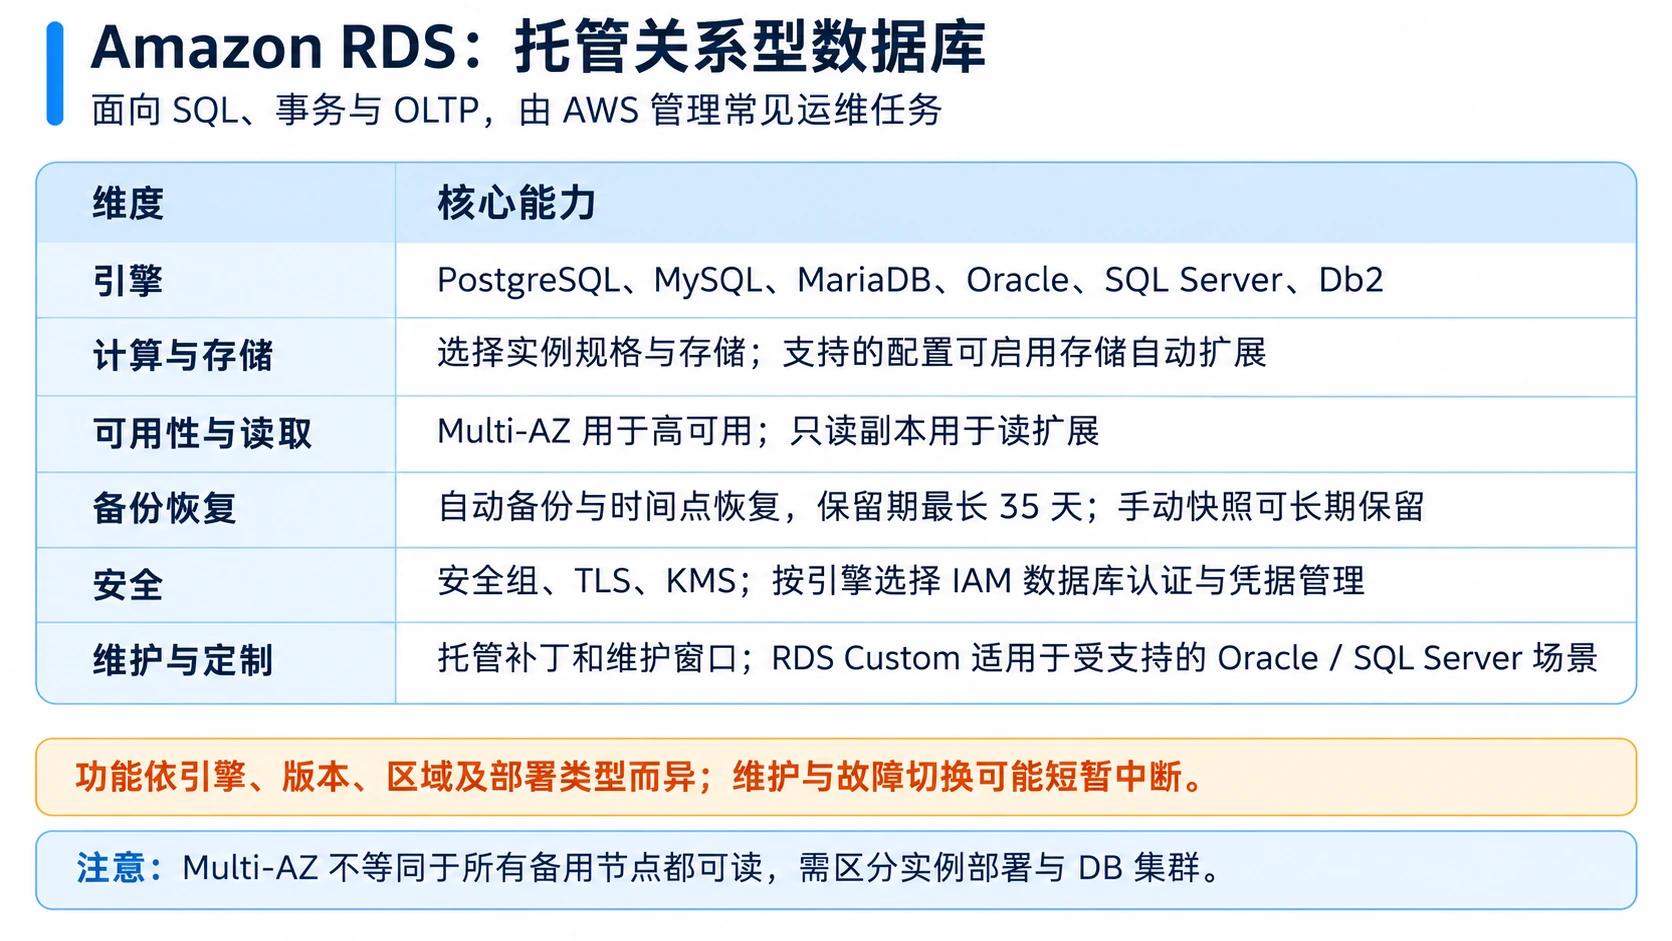 Amazon RDS：托管关系型数据库
面向 SQL、事务与 OLTP，由 AWS 管理常见运维任务
维度 核心能力
引擎 PostgreSQL、MySQL、MariaDB、Oracle、SQL Server、Db2
计算与存储 选择实例规格与存储；支持的配置可启用存储自动扩展
可用性与读取 Multi-AZ 用于高可用；只读副本用于读扩展
备份恢复 自动备份与时间点恢复，保留期最长 35 天；手动快照可长期保留
安全 安全组、TLS、KMS；按引擎选择 IAM 数据库认证与凭据管理
维护与定制 托管补丁和维护窗口；RDS Custom 适用于受支持的 Oracle / SQL Server 场景
功能依引擎、版本、区域及部署类型而异；维护与故障切换可能短暂中断。
注意：Multi-AZ 不等同于所有备用节点都可读，需区分实例部署与 DB 集群。